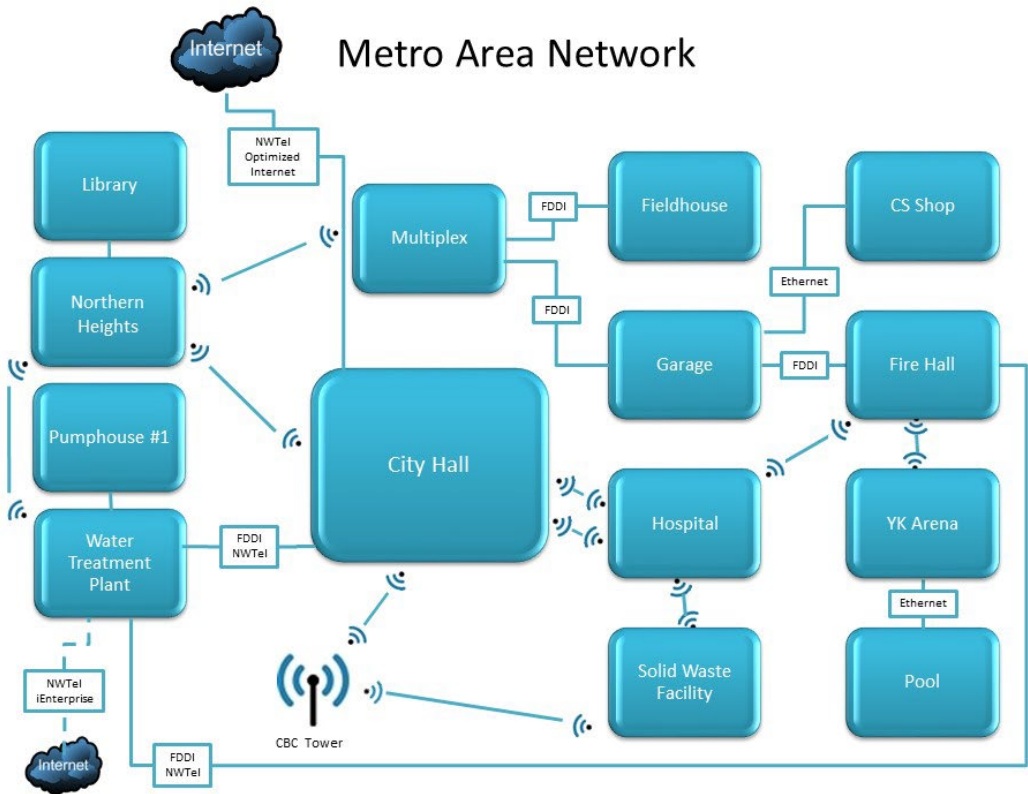 Internet
Metro Area Network
NWTel
Optimized
Internet
Library
Multiplex
FDDI
Fieldhouse
CS Shop
Northern
Heights
Ethernet
FDDI
Garage
FDDI
Fire Hall
Pumphouse #1
City Hall
Hospital
YK Arena
Water
Treatment
Plant
FDDI
NWTel
Ethernet
Solid Waste
Facility
Pool
NWTel
iEnterprise
CBC Tower
Internet
FDDI
NWTel